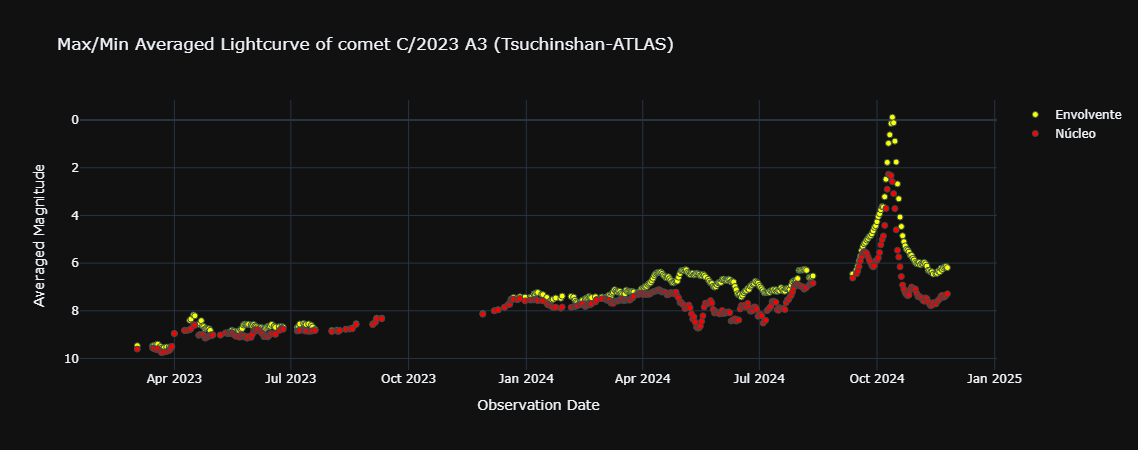 Max/Min Averaged Lightcurve of comet C/2023 A3 (Tsuchinshan-ATLAS)
Envolvente
Núcleo
0
2
4
6
8
10
Averaged Magnitude
Apr 2023
Jul 2023
Oct 2023
Jan 2024
Apr 2024
Jul 2024
Oct 2024
Jan 2025
Observation Date